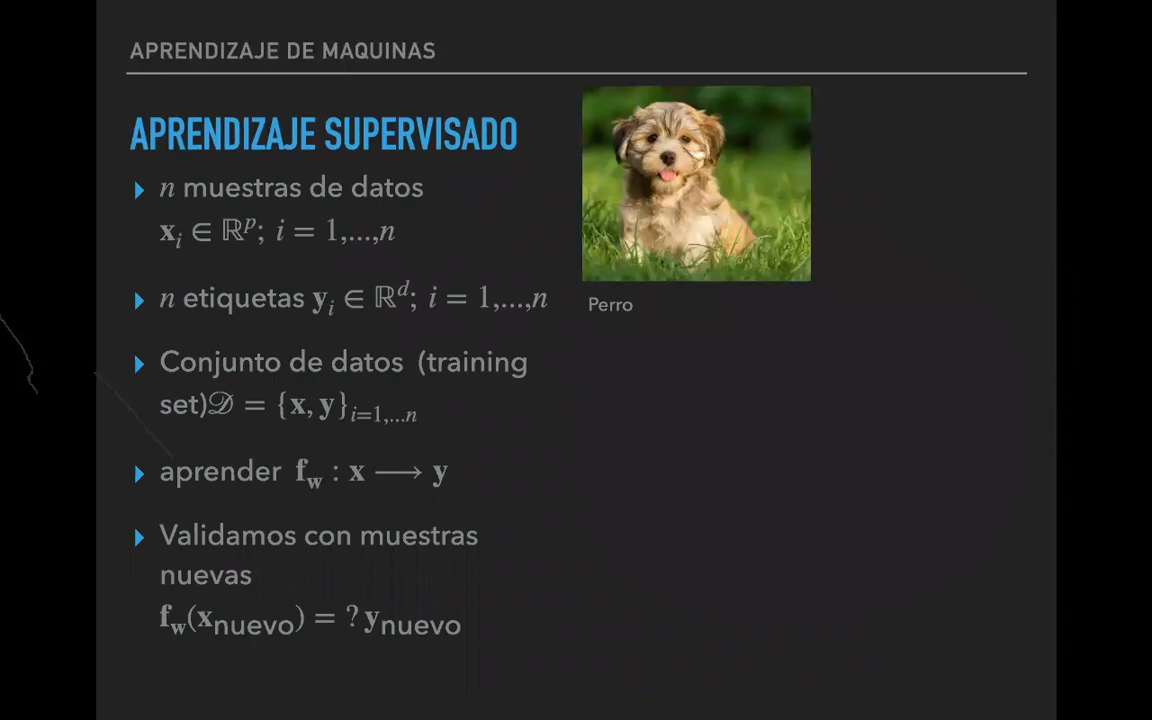 APRENDIZAJE DE MAQUINAS
APRENDIZAJE SUPERVISADO
n muestras de datos
𝐱ᵢ ∈ ℝᵖ; i = 1,...,n
n etiquetas 𝐲ᵢ ∈ ℝᵈ; i = 1,...,n
Conjunto de datos (training
set)𝒟 = {𝐱, 𝐲}ᵢ₌₁,...ₙ
aprender 𝐟_𝐰 : 𝐱 ⟶ 𝐲
Validamos con muestras
nuevas
𝐟_𝐰(𝐱_nuevo) = ? 𝐲_nuevo
Perro